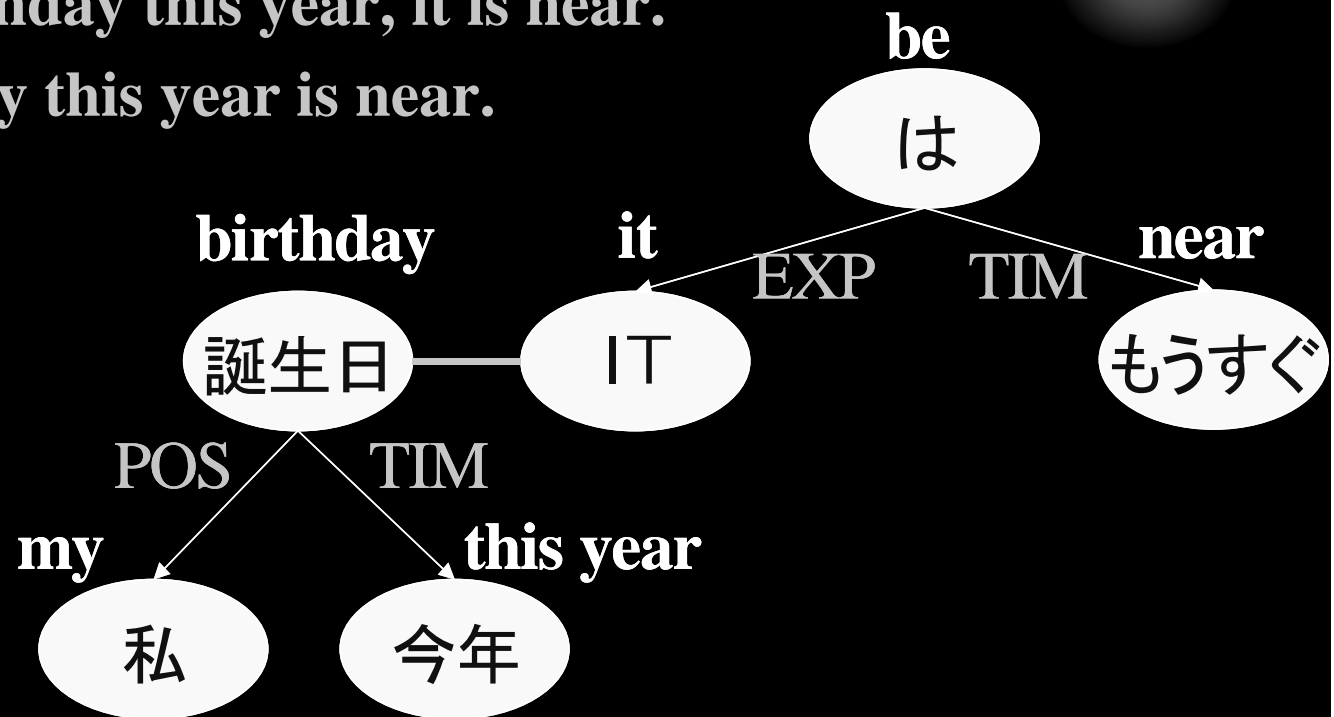 this year, it is near.
this year is near.
be
は
birthday
it
EXP
TIM
near
誕生日
IT
もうすぐ
POS
TIM
my
this year
私
今年